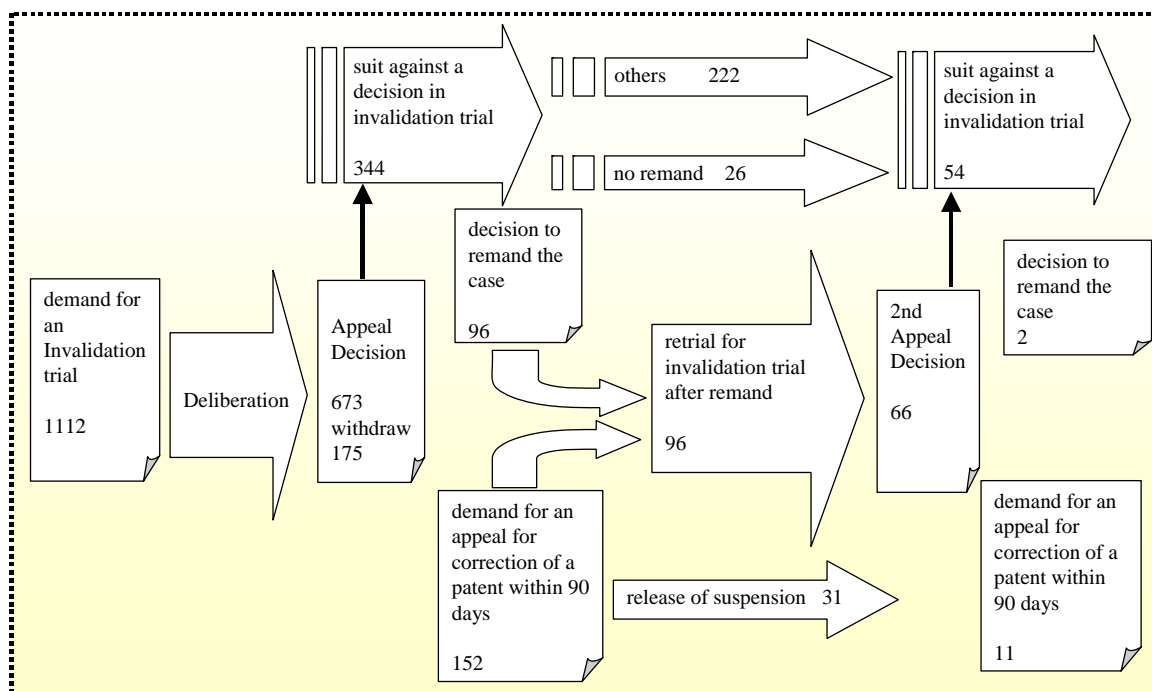 suit against a
decision in
invalidation trial
344
others 222
no remand 26
suit against a
decision in
invalidation trial
54
decision to
remand the
case
96
decision to
remand the
case
2
demand for
an
Invalidation
trial
1112
Deliberation
Appeal
Decision
673
withdraw
175
retrial for
invalidation trial
after remand
96
2nd
Appeal
Decision
66
demand for an
appeal for
correction of a
patent within 90
days
152
release of suspension 31
demand for an
appeal for
correction of a
patent within
90 days
11